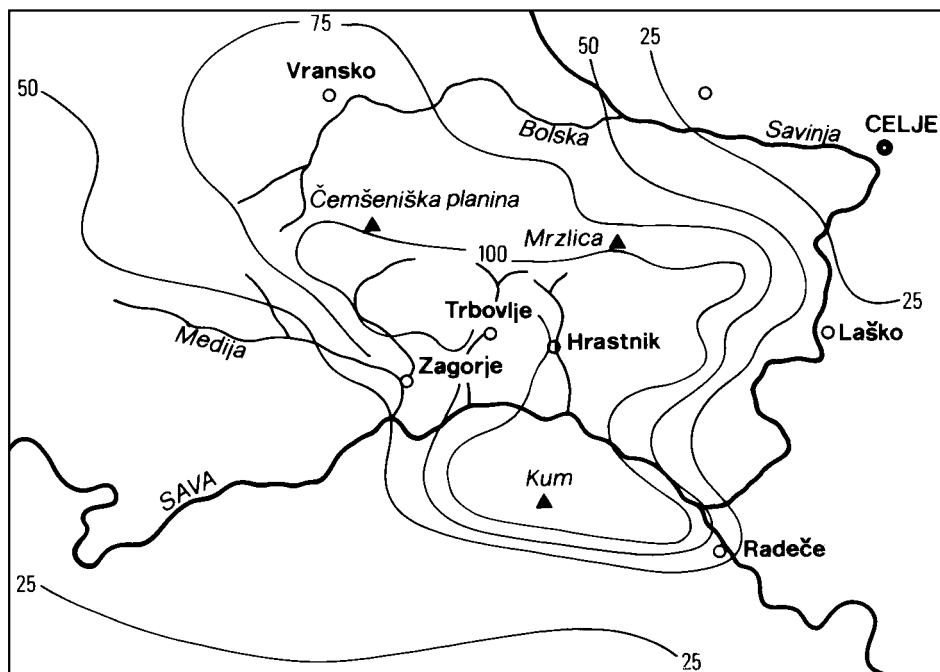 75
25
50
Vransko
50
Bolska
Savinja
CELJE
Čemšeniška planina
Mrzlica
100
25
Trbovlje
Hrastnik
Laško
Medija
Zagorje
SAVA
Kum
Radeče
25
25